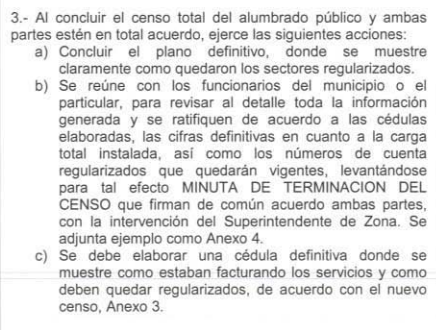 3.- Al concluir el censo total del alumbrado público y ambas
partes estén en total acuerdo, ejerce las siguientes acciones:
a) Concluir el plano definitivo, donde se muestre
claramente como quedaron los sectores regularizados.
b) Se reúne con los funcionarios del municipio o el
particular, para revisar al detalle toda la información
generada y se ratifiquen de acuerdo a las cédulas
elaboradas, las cifras definitivas en cuanto a la carga
total instalada, así como los números de cuenta
regularizados que quedarán vigentes, levantándose
para tal efecto MINUTA DE TERMINACION DEL
CENSO que firman de común acuerdo ambas partes,
con la intervención del Superintendente de Zona. Se
adjunta ejemplo como Anexo 4.
c) Se debe elaborar una cédula definitiva donde se
muestre como estaban facturando los servicios y como
deben quedar regularizados, de acuerdo con el nuevo
censo, Anexo 3.